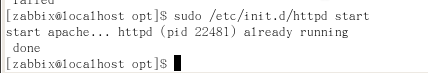 [zabbix@localhost opt]$ sudo /etc/init.d/httpd start
start apache... httpd (pid 22481) already running
done
[zabbix@localhost opt]$